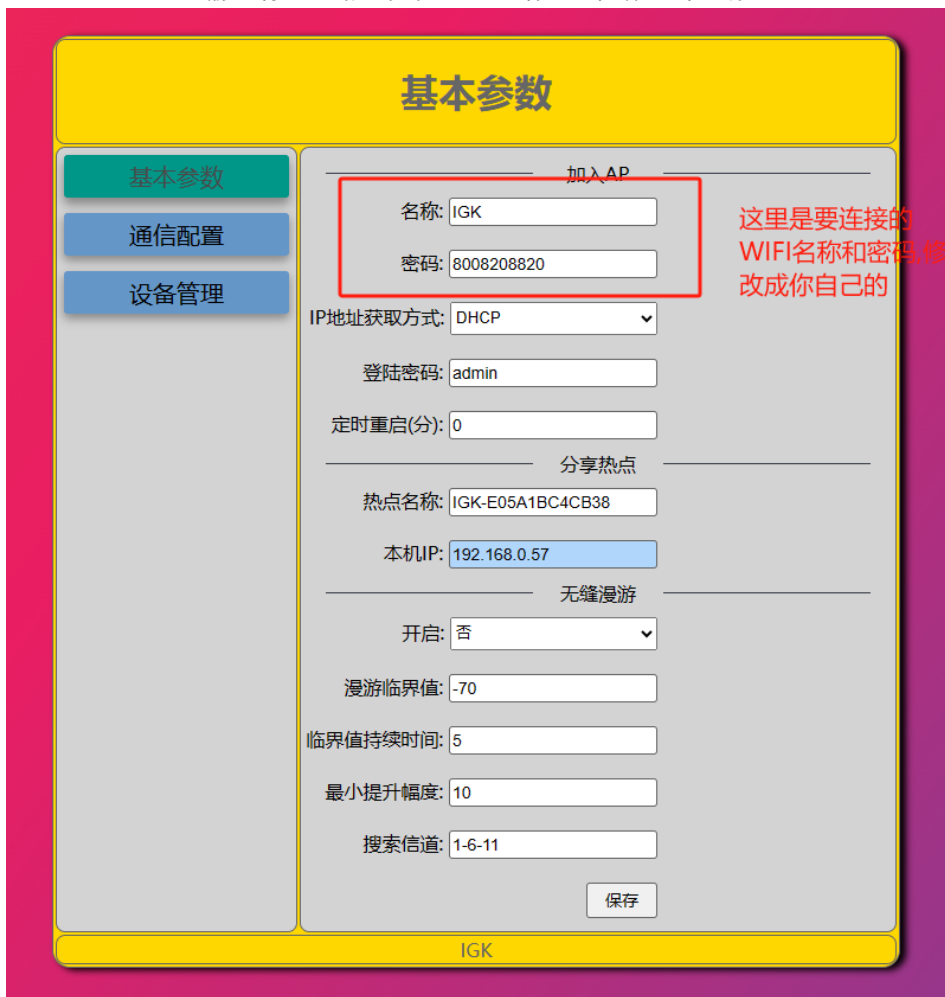 基本参数
基本参数
通信配置
设备管理
加入AP
名称: IGK
密码: 8008208820
这里是要连接的
WIFI名称和密码,修
改成你自己的
IP地址获取方式: DHCP
登陆密码: admin
定时重启(分): 0
分享热点
热点名称: IGK-E05A1BC4CB38
本机IP: 192.168.0.57
无缝漫游
开启: 否
漫游临界值: -70
临界值持续时间: 5
最小提升幅度: 10
搜索信道: 1-6-11
保存
IGK